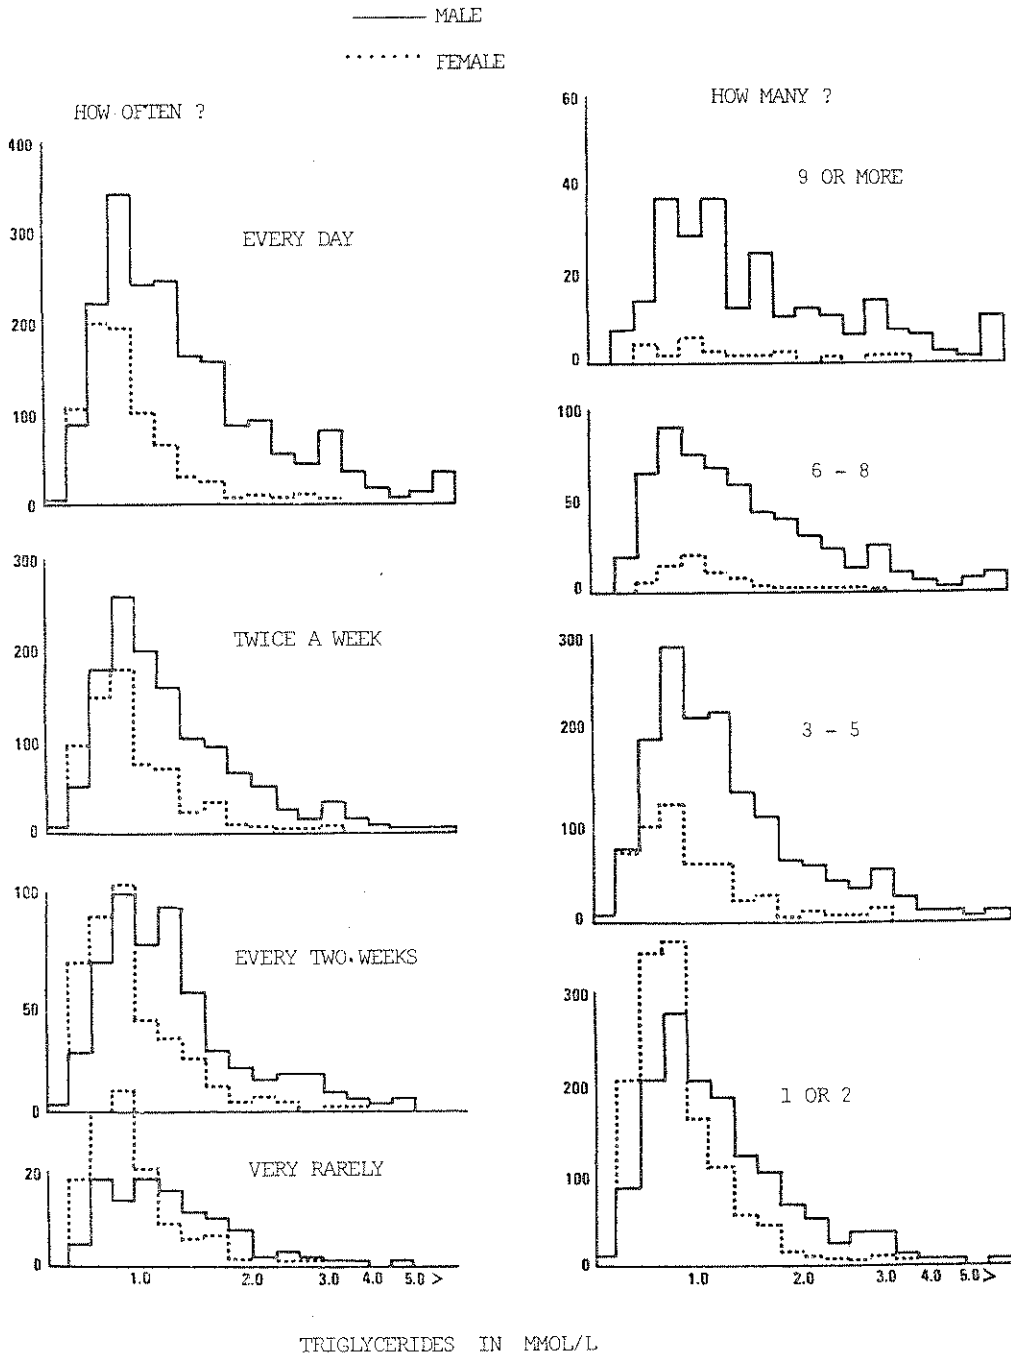 MALE
FEMALE
HOW OFTEN ?
400
300
200
100
0
EVERY DAY
300
200
100
0
TWICE A WEEK
100
50
0
EVERY TWO.WEEKS
20
0
VERY RARELY
1.0 2.0 3.0 4.0 5.0 >
HOW MANY ?
60
40
20
0
9 OR MORE
100
50
0
6 - 8
300
200
100
0
3 - 5
300
200
100
0
1 OR 2
1.0 2.0 3.0 4.0 5.0 >
TRIGLYCERIDES IN MMOL/L